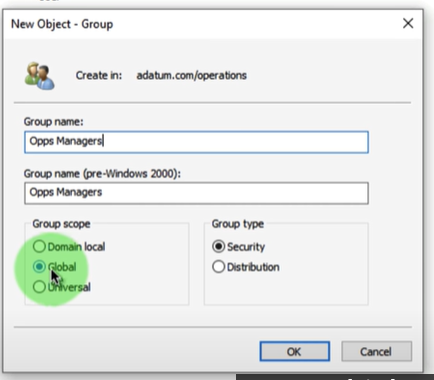 New Object - Group
Create in: adatum.com/operations
Group name:
Opps Managers
Group name (pre-Windows 2000):
Opps Managers
Group scope
Group type
Domain local
Security
Global
Distribution
Universal
OK
Cancel